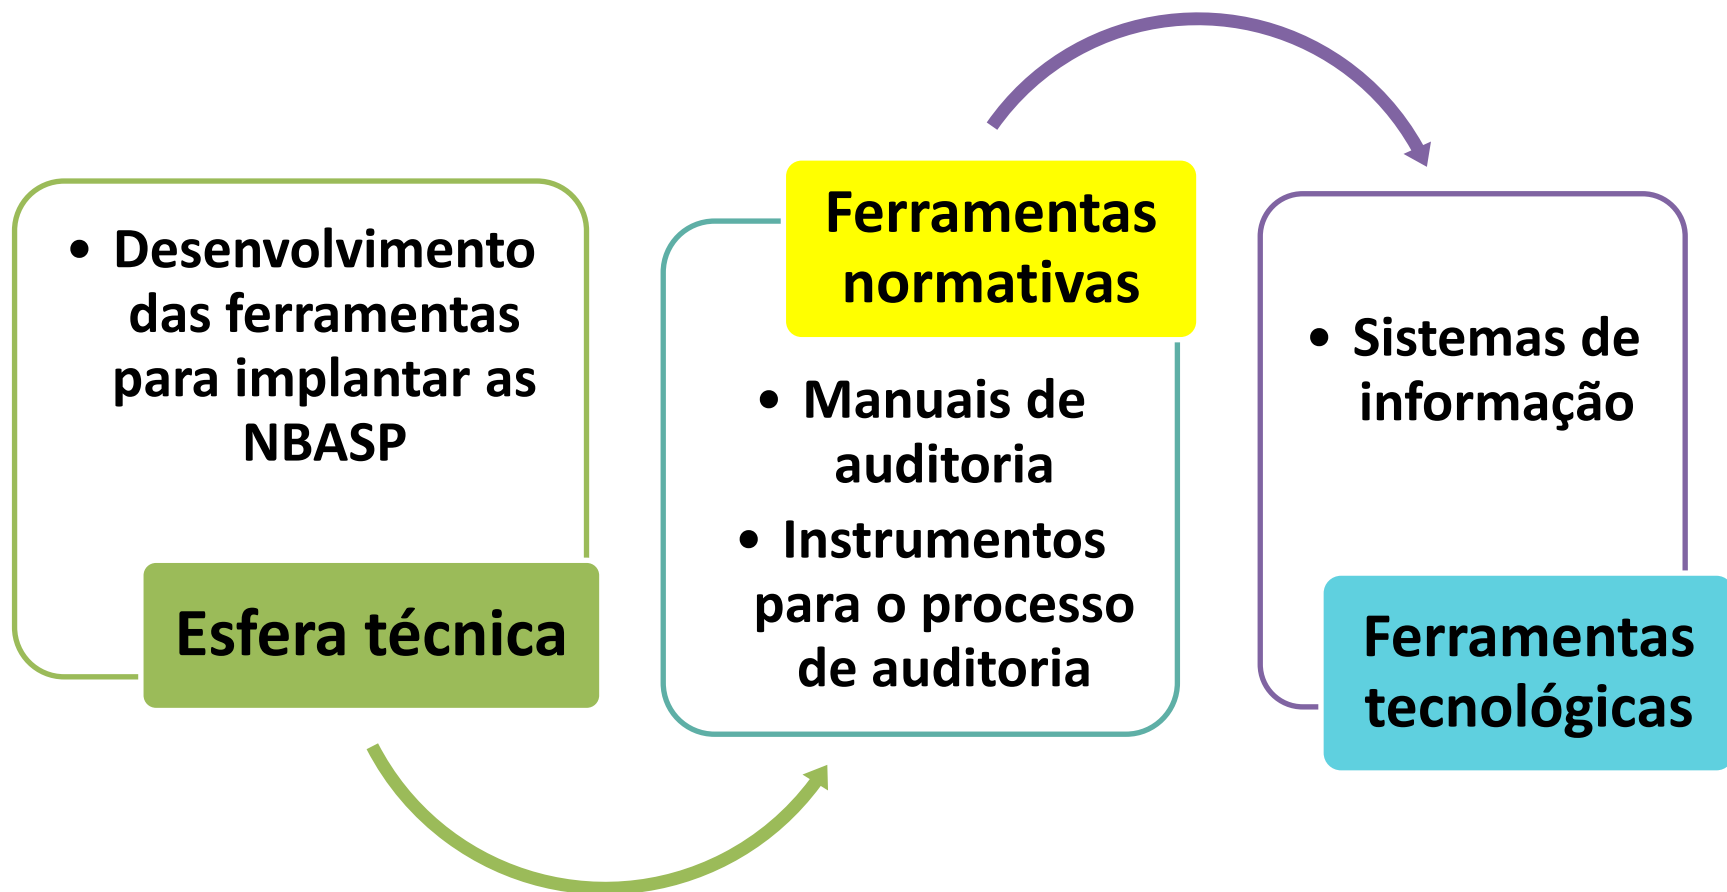 • Desenvolvimento
das ferramentas
para implantar as
NBASP
Esfera técnica
Ferramentas
normativas
• Manuais de
auditoria
• Instrumentos
para o processo
de auditoria
• Sistemas de
informação
Ferramentas
tecnológicas